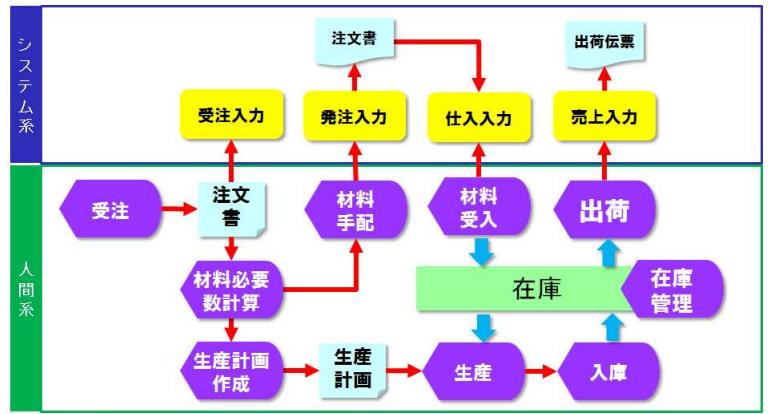 システム系
注文書
出荷伝票
受注入力
発注入力
仕入入力
売上入力
人間系
受注
注文
書
材料
手配
材料
受入
出荷
材料必要
数計算
在庫
在庫
管理
生産計画
作成
生産
計画
生産
入庫